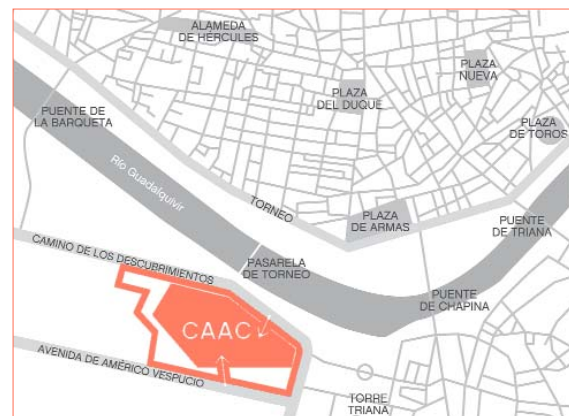 ALAMEDA
DE HÉRCULES
PLAZA
NUEVA
PLAZA
DEL DUQUE
PUENTE DE
LA BARQUETA
PLAZA
DE TOROS
Río Guadalquivir
TORNEO
PLAZA
DE ARMAS
PUENTE
DE TRIANA
CAMINO DE LOS DESCUBRIMIENTOS
PASARELA
DE TORNEO
PUENTE
DE CHAPINA
CAAC
AVENIDA DE AMÉRICO VESPUCIO
TORRE
TRIANA